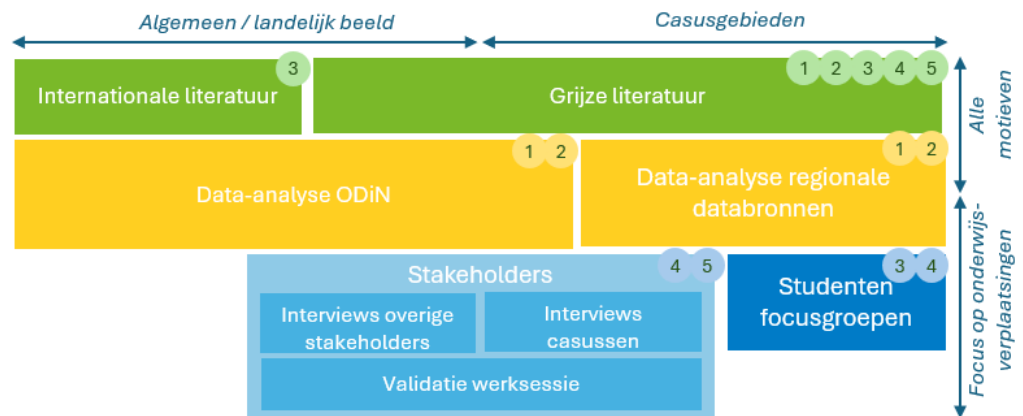 Algemeen / landelijk beeld
Casusgebieden
3
1 2 3 4 5
Internationale literatuur
Grijze literatuur
Alle
motieven
1 2
1 2
Data-analyse ODiN
Data-analyse regionale
databronnen
Focus op onderwijs-
verplaatsingen
Stakeholders
4 5
3 4
Studenten
focusgroepen
Interviews overige
stakeholders
Interviews
casussen
Validatie werksessie